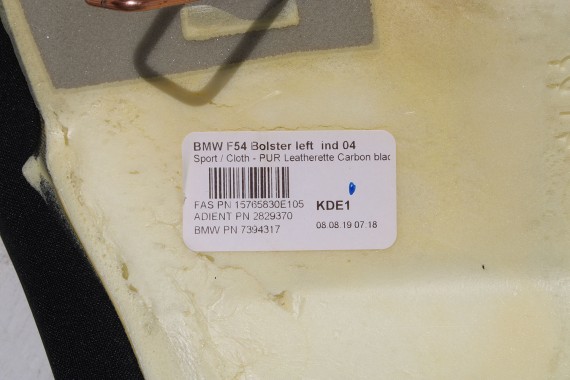 BMW F54 Bolster left ind 04
Sport / Cloth - PUR Leatherette Carbon blac
FAS PN 15765830E105
KDE1
ADIENT PN 2829370
08.08.19 07.18
BMW PN 7394317